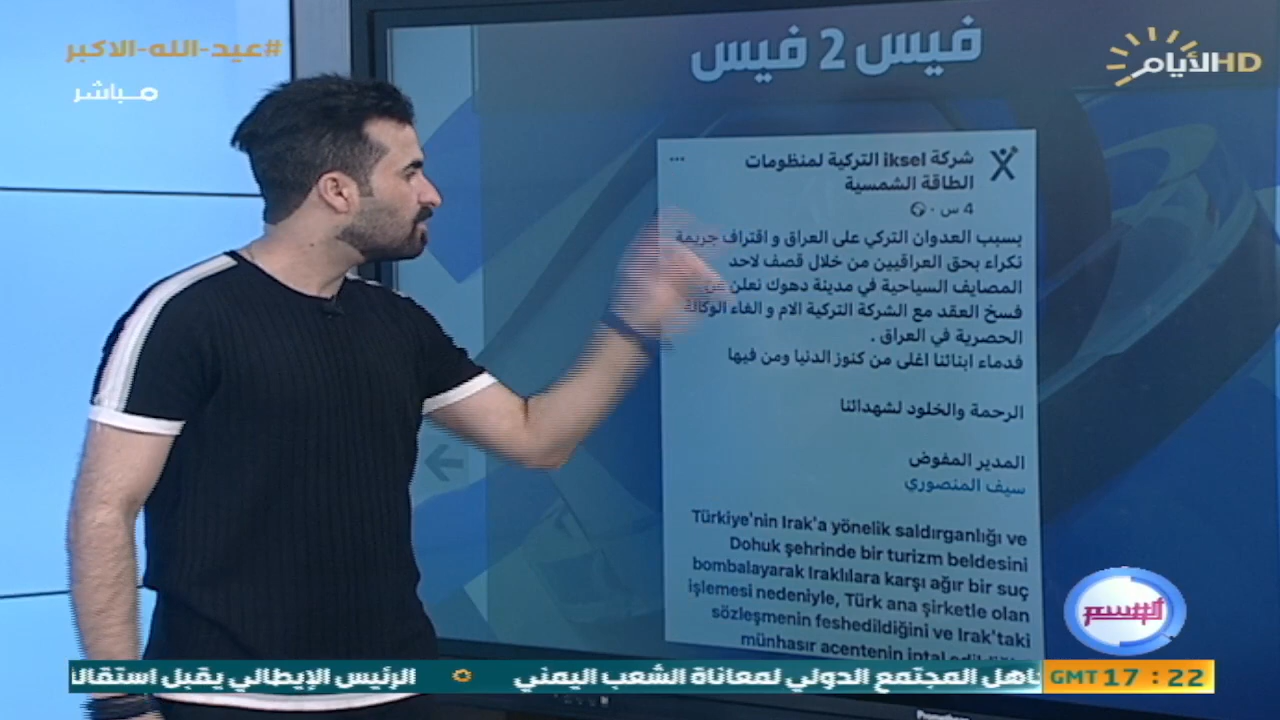 #عيد-الله-الاكبر
مباشر
فيس 2 فيس
الأيام HD
شركة iksel التركية لمنظومات
الطاقة الشمسية
4 س ·
بسبب العدوان التركي على العراق و اقتراف جريمة
نكراء بحق العراقيين من خلال قصف لاحد
المصايف السياحية في مدينة دهوك نعلن عن
فسخ العقد مع الشركة التركية الام و الغاء الوكالة
الحصرية في العراق .
فدماء ابنائنا اغلى من كنوز الدنيا ومن فيها
الرحمة والخلود لشهدائنا
المدير المفوض
سيف المنصوري
Türkiye'nin Irak'a yönelik saldırganlığı ve
Dohuk şehrinde bir turizm beldesini
bombalayarak Iraklılara karşı ağır bir suç
işlemesi nedeniyle, Türk ana şirketle olan
sözleşmenin feshedildiğini ve Irak'taki
münhasır acentenin iptal
الهاسم
المجتمع الدولي لمعاناة الشعب اليمني
الرئيس الإيطالي يقبل
GMT 17 : 22